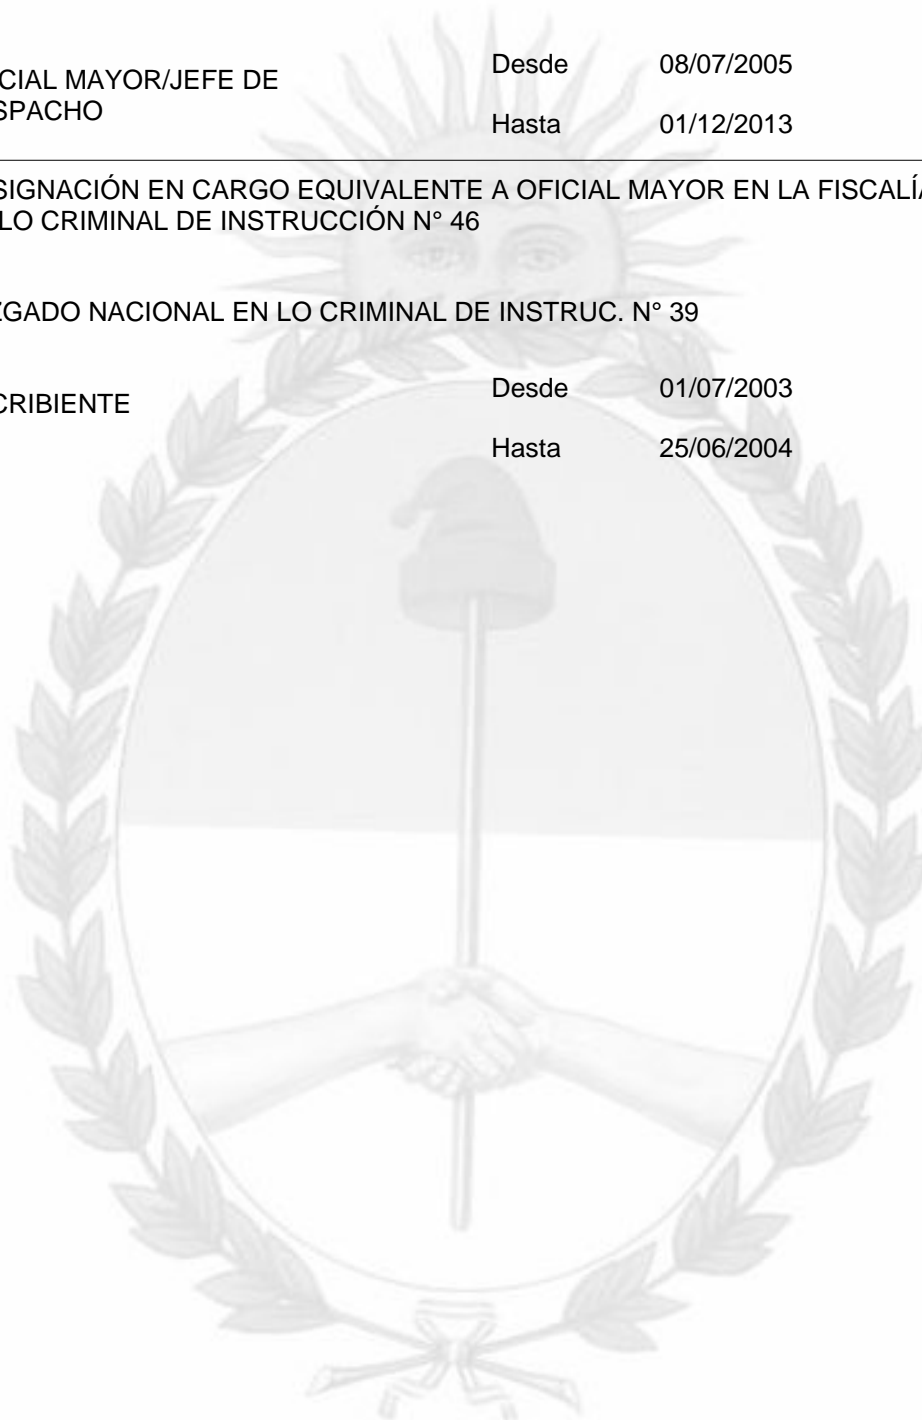 CIAL MAYOR/JEFE DE
SPACHO
Desde 08/07/2005
Hasta 01/12/2013
SIGNACIÓN EN CARGO EQUIVALENTE A OFICIAL MAYOR EN LA FISCALÍA
LO CRIMINAL DE INSTRUCCIÓN N° 46
ZGADO NACIONAL EN LO CRIMINAL DE INSTRUC. N° 39
CRIBIENTE
Desde 01/07/2003
Hasta 25/06/2004